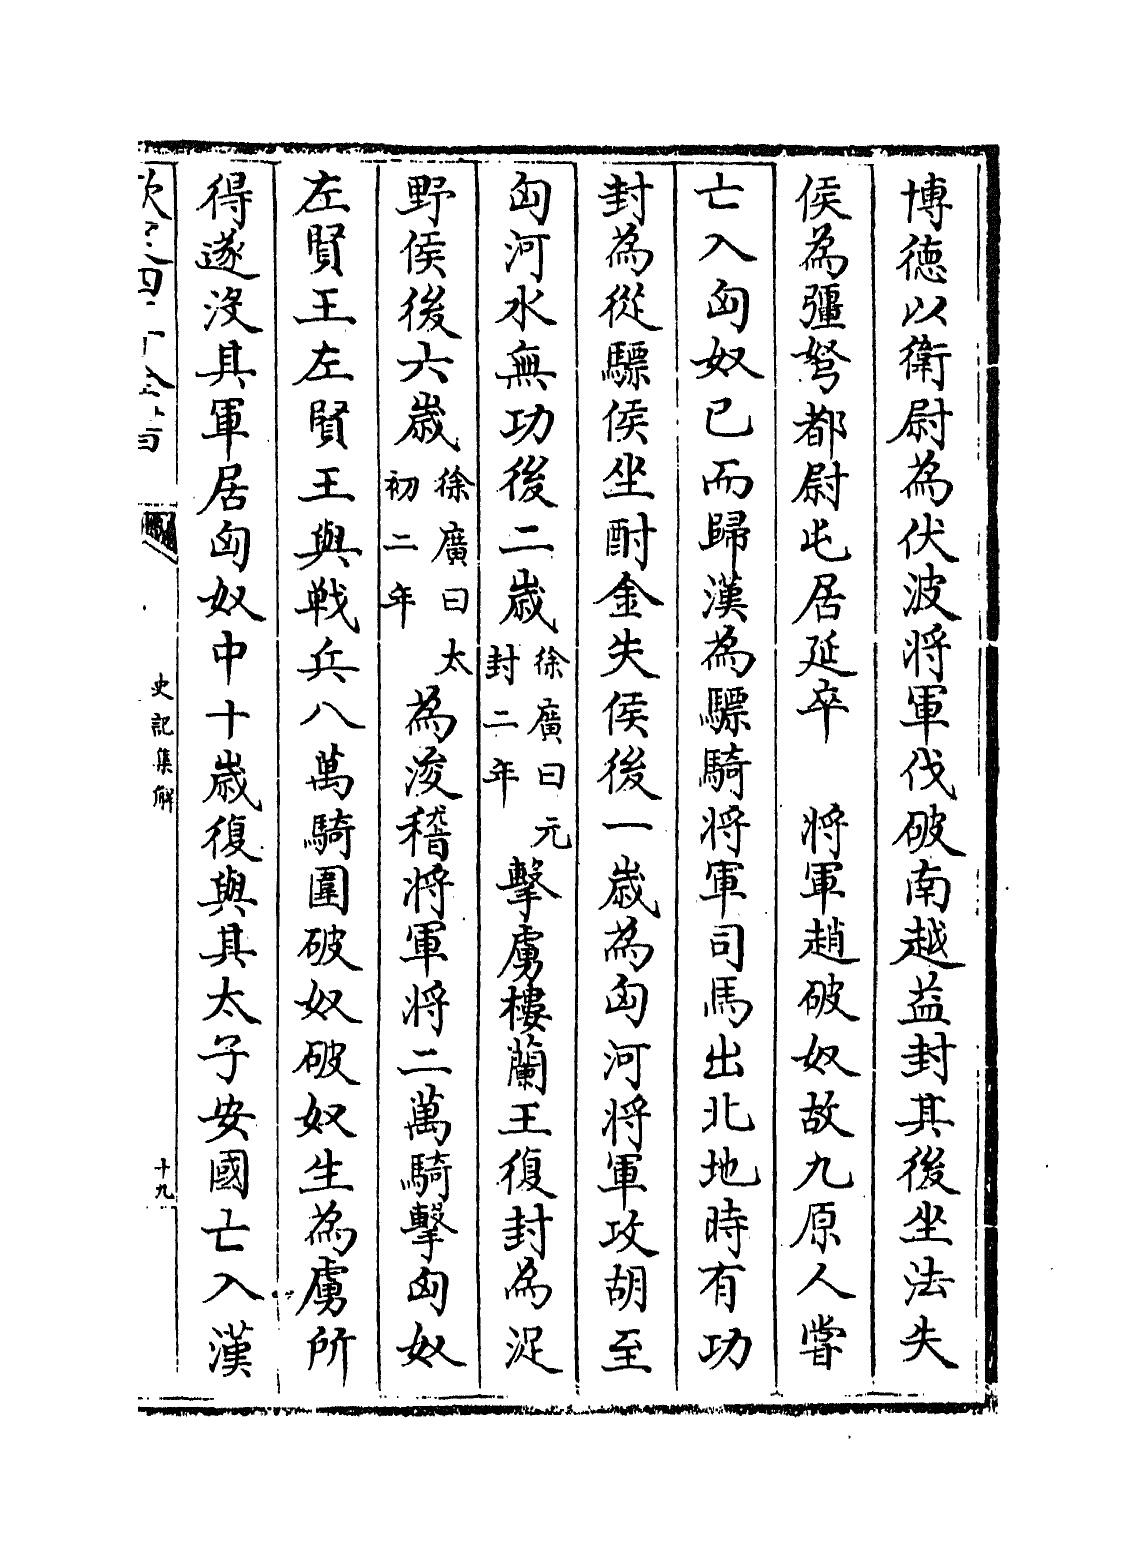 博德以衛尉為伏波將軍伐破南越益封其後坐法失
侯為彊弩都尉屯居延卒　將軍趙破奴故九原人嘗
亡入匈奴已而歸漢為驃騎將軍司馬出北地時有功
封為從驃侯坐酎金失侯後一歲為匈河將軍攻胡至
匈河水無功後二歲徐廣曰元封二年擊虜樓蘭王復封為浞
野侯後六歲徐廣曰太初二年為浚稽將軍將二萬騎擊匈奴
左賢王左賢王與戰兵八萬騎圍破奴破奴生為虜所
得遂沒其軍居匈奴中十歲復與其太子安國亡入漢
欽定四庫全書
史記集解
十九